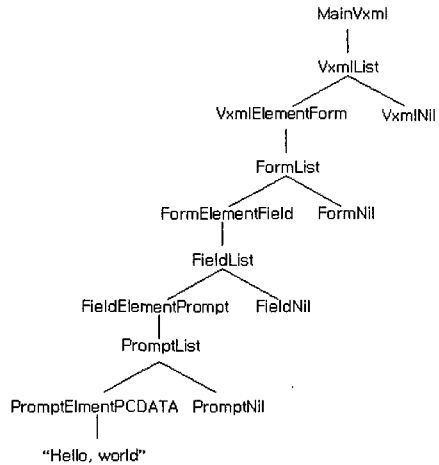 MainVxml
VxmlList
VxmlElementForm VxmlNil
FormList
FormElementField FormNil
FieldList
FieldElementPrompt FieldNil
PromptList
PromptElmentPCDATA PromptNil
“Hello, world”